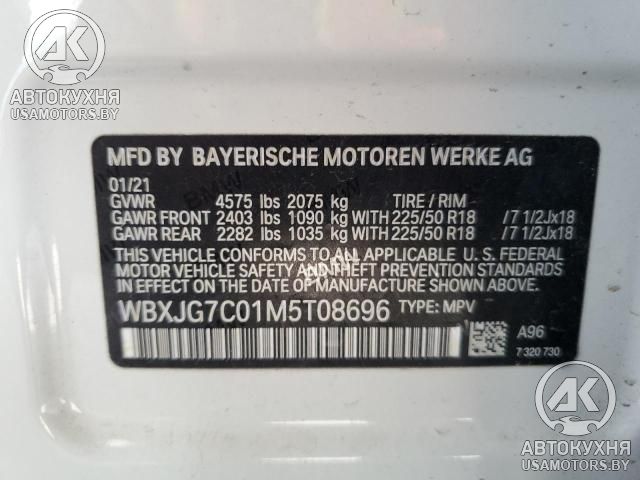 AK
АВТОКУХНЯ
USAMOTORS.BY
MFD BY BAYERISCHE MOTOREN WERKE AG
01/21
GVWR 4575 lbs 2075 kg TIRE / RIM
GAWR FRONT 2403 lbs 1090 kg WITH 225/50 R18 /7 1/2Jx18
GAWR REAR 2282 lbs 1035 kg WITH 225/50 R18 /7 1/2Jx18
THIS VEHICLE CONFORMS TO ALL APPLICABLE U. S. FEDERAL
MOTOR VEHICLE SAFETY AND THEFT PREVENTION STANDARDS
IN EFFECT ON THE DATE OF MANUFACTURE SHOWN ABOVE.
WBXJG7C01M5T08696 TYPE: MPV
A96
7 320 730
AK
АВТОКУХНЯ
USAMOTORS.BY